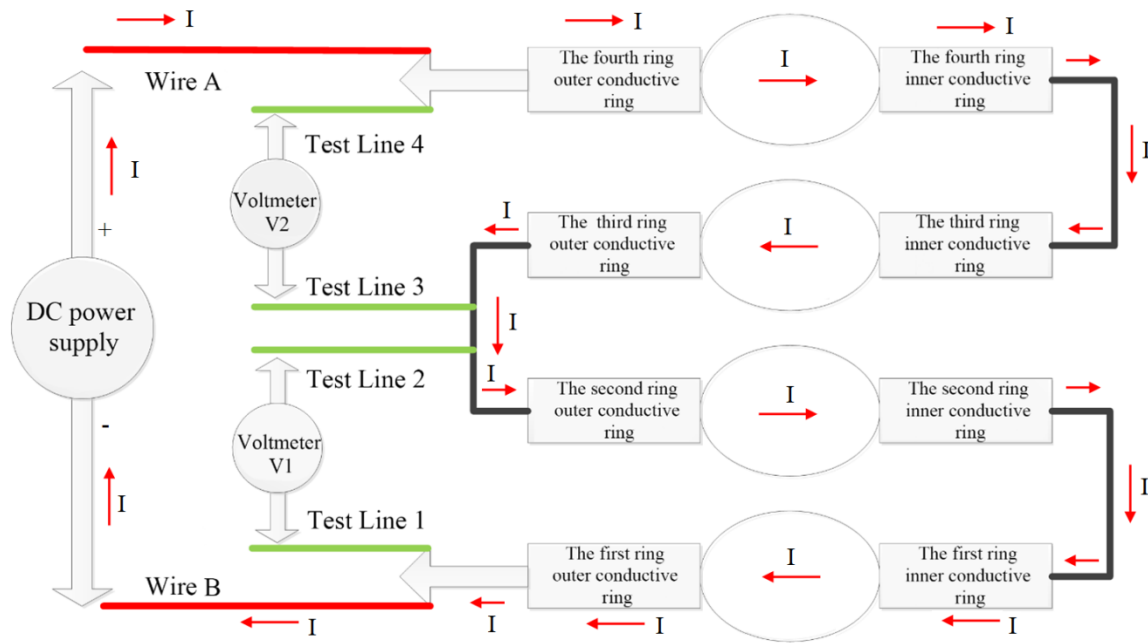 I
I
I
Wire A
The fourth ring
outer conductive
ring
I
The fourth ring
inner conductive
ring
I
I
Test Line 4
Voltmeter
V2
+
I
The third ring
outer conductive
ring
I
The third ring
inner conductive
ring
Test Line 3
DC power
supply
I
Test Line 2
I
The second ring
outer conductive
ring
I
The second ring
inner conductive
ring
-
Voltmeter
V1
I
I
Test Line 1
The first ring
outer conductive
ring
I
The first ring
inner conductive
ring
Wire B
I
I
I
I